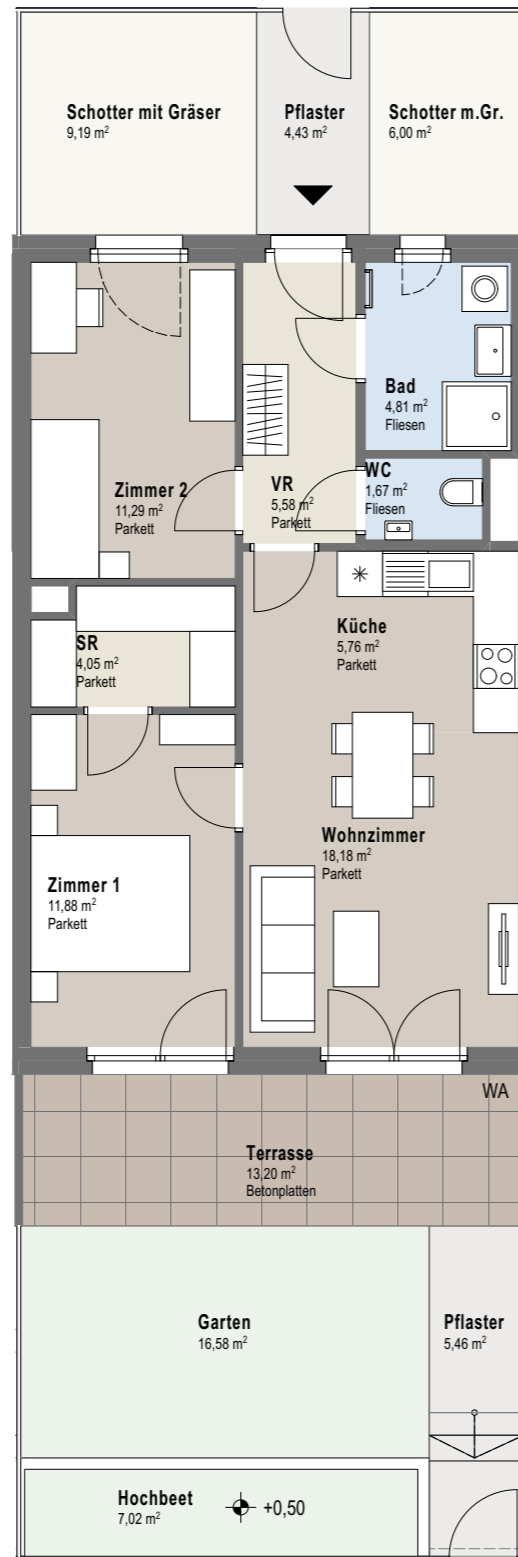 Schotter mit Gräser
9,19 m²
Pflaster
4,43 m²
Schotter m.Gr.
6,00 m²
Bad
4,81 m²
Fliesen
Zimmer 2
11,29 m²
Parkett
VR
5,58 m²
Parkett
WC
1,67 m²
Fliesen
Küche
5,76 m²
Parkett
SR
4,05 m²
Parkett
Wohnzimmer
18,18 m²
Parkett
Zimmer 1
11,88 m²
Parkett
WA
Terrasse
13,20 m²
Betonplatten
Garten
16,58 m²
Pflaster
5,46 m²
Hochbeet
7,02 m²
+0,50